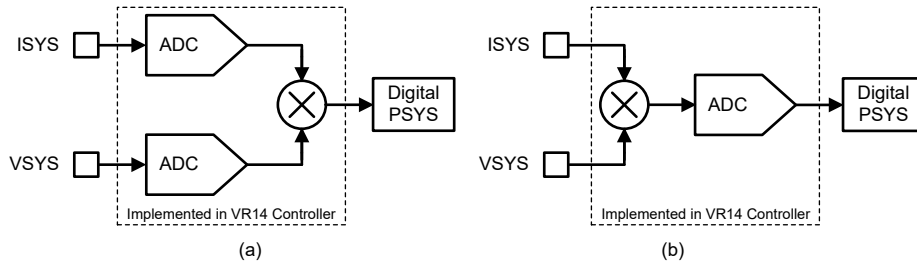 ISYS
ADC
Digital
PSYS
VSYS
ADC
Implemented in VR14 Controller
(a)
ISYS
ADC
Digital
PSYS
VSYS
Implemented in VR14 Controller
(b)